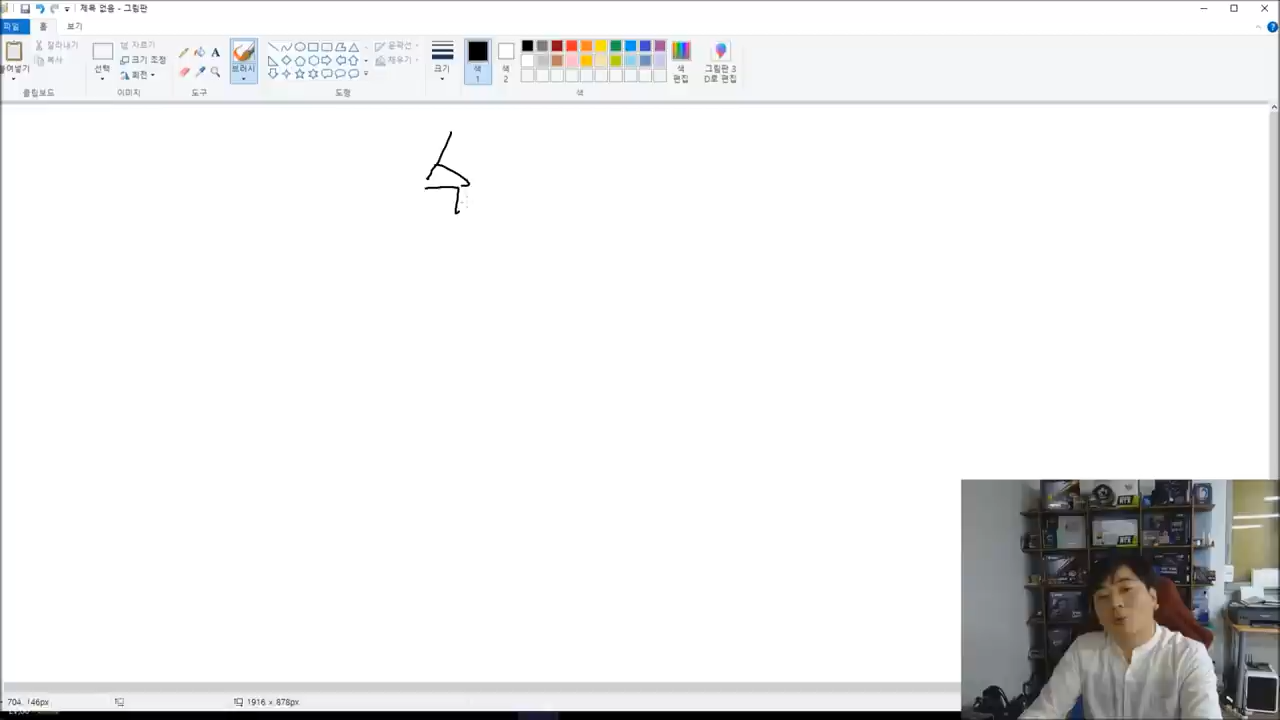 제목 없음 - 그림판
파일 홈 보기
붙여넣기
잘라내기
복사
클립보드
선택
자르기
크기 조정
회전
이미지
A
도구
브러시
윤곽선
채우기
도형
크기
색 1
색 2
색 편집
색
그림판 3D로 편집
704, 146px
1916 × 878px